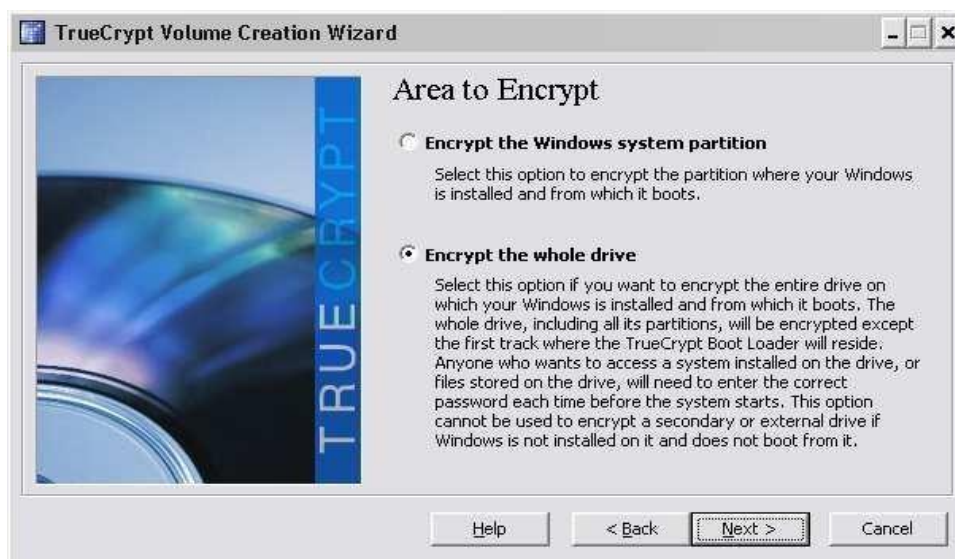 TrueCrypt Volume Creation Wizard
TRUECRYPT
Area to Encrypt
Encrypt the Windows system partition
Select this option to encrypt the partition where your Windows
is installed and from which it boots.
Encrypt the whole drive
Select this option if you want to encrypt the entire drive on
which your Windows is installed and from which it boots. The
whole drive, including all its partitions, will be encrypted except
the first track where the TrueCrypt Boot Loader will reside.
Anyone who wants to access a system installed on the drive, or
files stored on the drive, will need to enter the correct
password each time before the system starts. This option
cannot be used to encrypt a secondary or external drive if
Windows is not installed on it and does not boot from it.
Help
< Back
Next >
Cancel